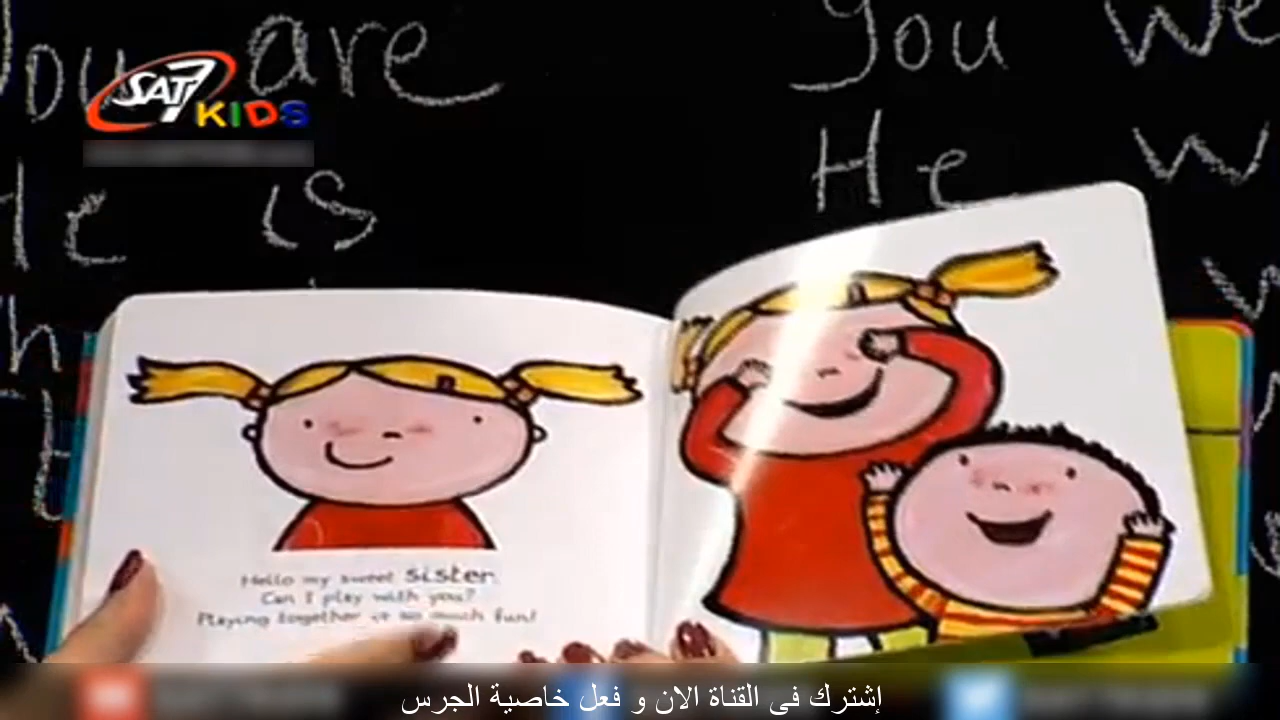 You are
You We
SAT7
KIDS
He is
He w
Hello my sweet sister.
Can I play with you?
Playing together is so much fun!
إشترك فى القناة الان و فعل خاصية الجرس